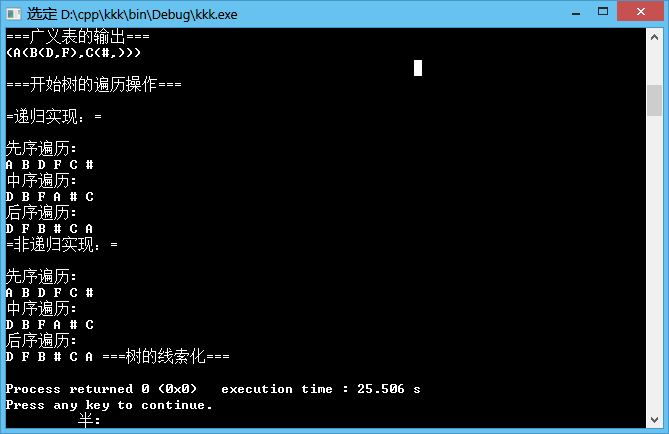 选定 D:\cpp\kkk\bin\Debug\kkk.exe
===广义表的输出===
(A(B(D,F),C(#,)))
===开始树的遍历操作===
=递归实现：=
先序遍历：
A B D F C #
中序遍历：
D B F A # C
后序遍历：
D F B # C A
=非递归实现：=
先序遍历：
A B D F C #
中序遍历：
D B F A # C
后序遍历：
D F B # C A ===树的线索化===
Process returned 0 (0x0)   execution time : 25.506 s
Press any key to continue.
半：